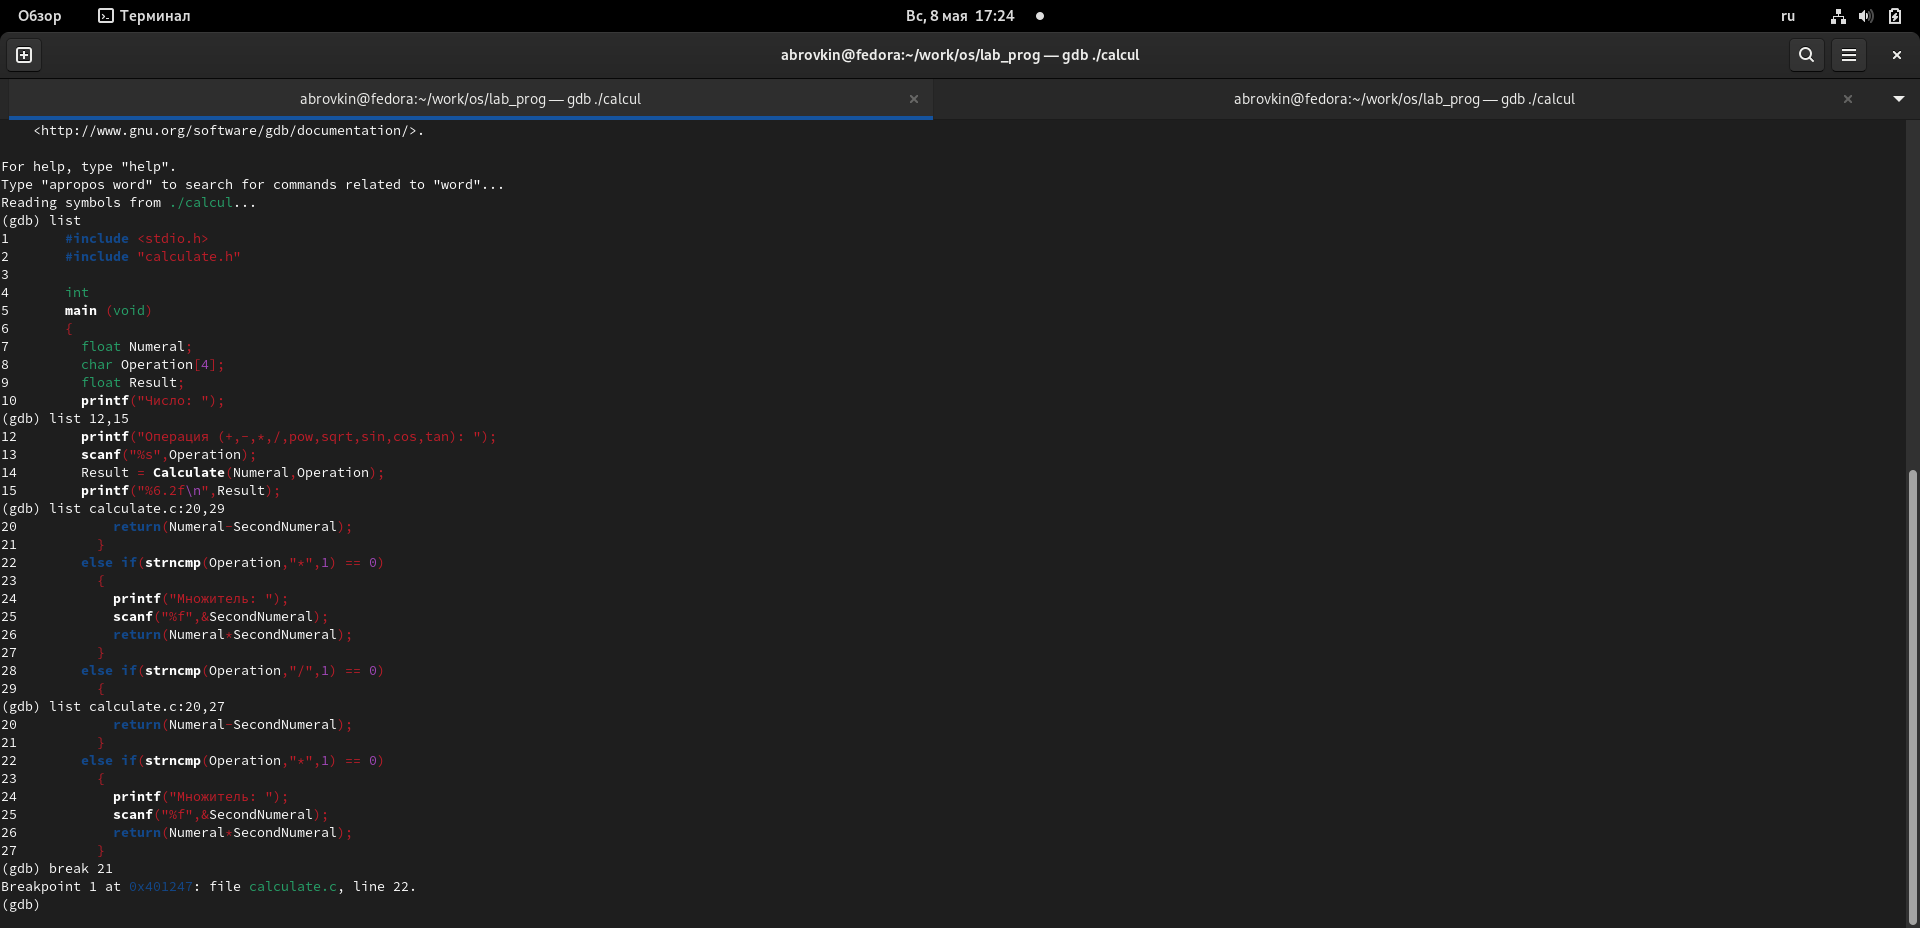 Обзор Терминал Вс, 8 мая 17:24 ru
abrovkin@fedora:~/work/os/lab_prog — gdb ./calcul
abrovkin@fedora:~/work/os/lab_prog — gdb ./calcul × abrovkin@fedora:~/work/os/lab_prog — gdb ./calcul ×
    <http://www.gnu.org/software/gdb/documentation/>.

For help, type "help".
Type "apropos word" to search for commands related to "word"...
Reading symbols from ./calcul...
(gdb) list
1       #include <stdio.h>
2       #include "calculate.h"
3
4       int
5       main (void)
6       {
7         float Numeral;
8         char Operation[4];
9         float Result;
10        printf("Число: ");
(gdb) list 12,15
12        printf("Операция (+,-,*,/,pow,sqrt,sin,cos,tan): ");
13        scanf("%s",Operation);
14        Result = Calculate(Numeral,Operation);
15        printf("%6.2f\n",Result);
(gdb) list calculate.c:20,29
20            return(Numeral-SecondNumeral);
21          }
22        else if(strncmp(Operation,"*",1) == 0)
23          {
24            printf("Множитель: ");
25            scanf("%f",&SecondNumeral);
26            return(Numeral*SecondNumeral);
27          }
28        else if(strncmp(Operation,"/",1) == 0)
29          {
(gdb) list calculate.c:20,27
20            return(Numeral-SecondNumeral);
21          }
22        else if(strncmp(Operation,"*",1) == 0)
23          {
24            printf("Множитель: ");
25            scanf("%f",&SecondNumeral);
26            return(Numeral*SecondNumeral);
27          }
(gdb) break 21
Breakpoint 1 at 0x401247: file calculate.c, line 22.
(gdb)